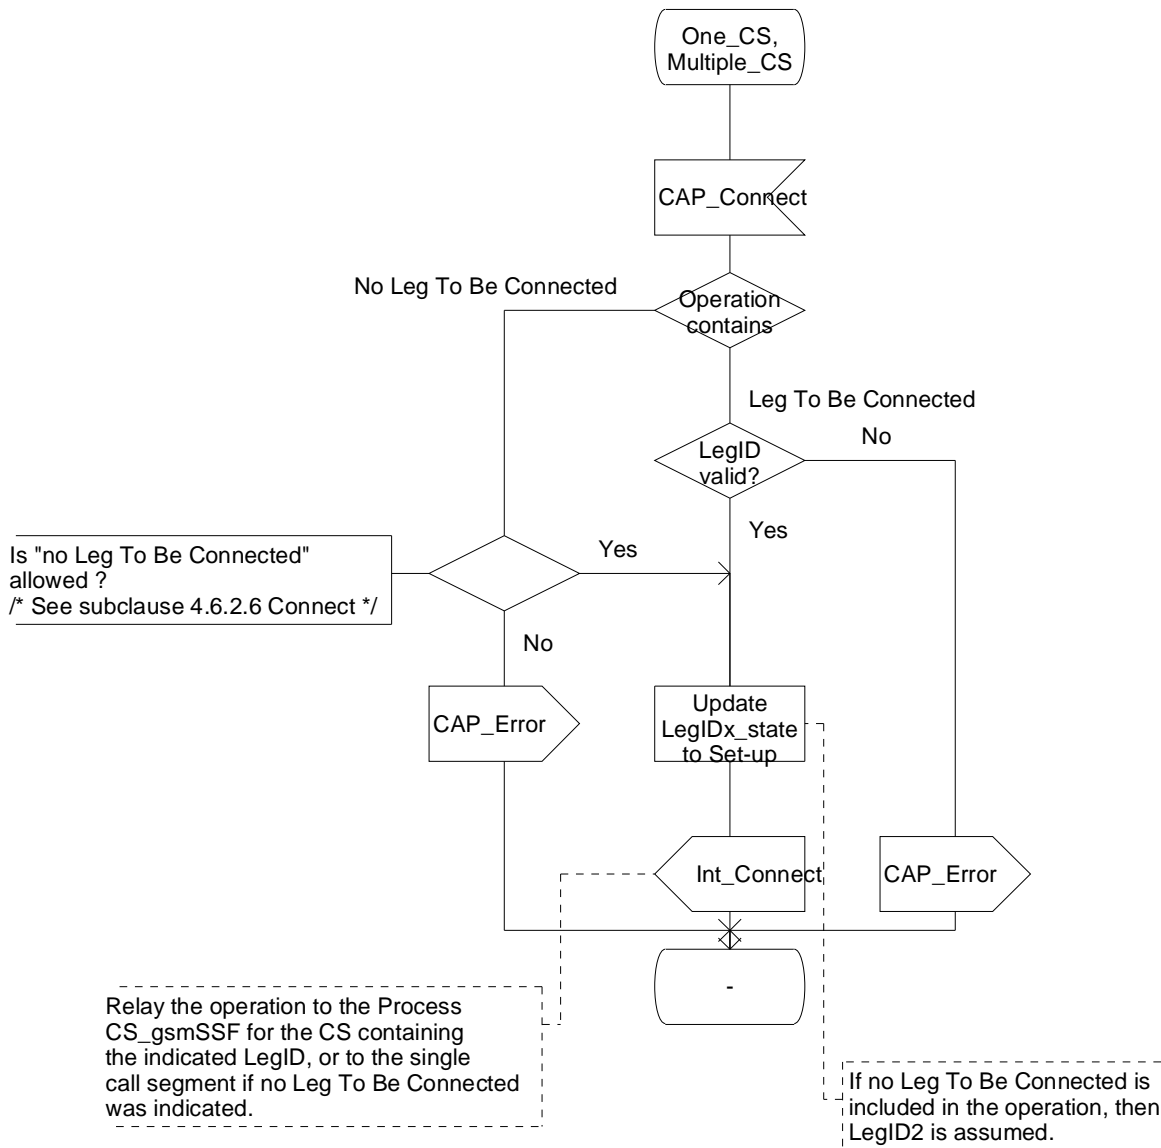 One_CS,
Multiple_CS
CAP_Connect
No Leg To Be Connected
Operation
contains
Leg To Be Connected
No
LegID
valid?
Yes
Is "no Leg To Be Connected"
allowed ?
/* See subclause 4.6.2.6 Connect */
Yes
No
CAP_Error
Update
LegIDx_state
to Set-up
Int_Connect
CAP_Error
-
Relay the operation to the Process
CS_gsmSSF for the CS containing
the indicated LegID, or to the single
call segment if no Leg To Be Connected
was indicated.
If no Leg To Be Connected is
included in the operation, then
LegID2 is assumed.